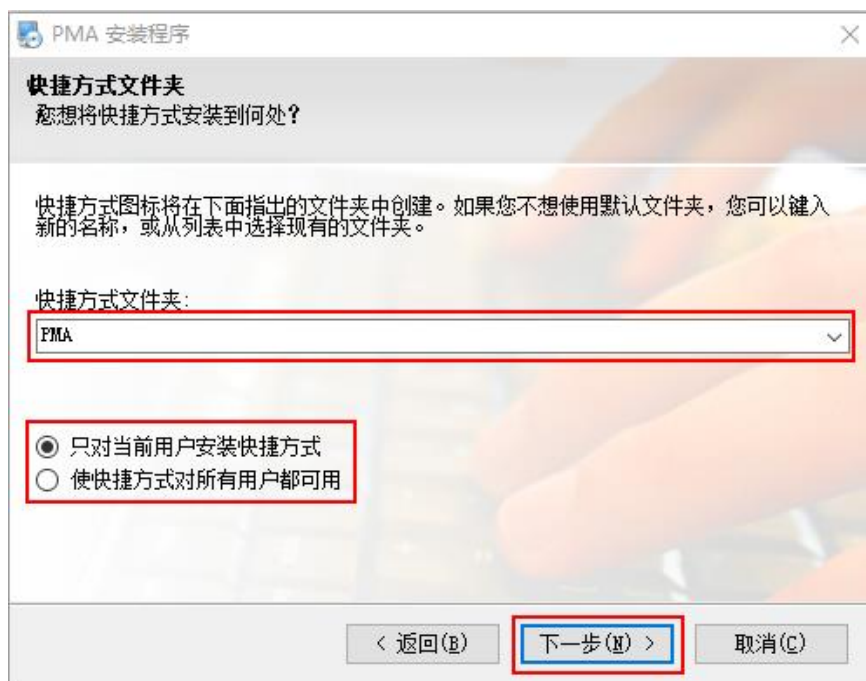 PMA 安装程序
快捷方式文件夹
您想将快捷方式安装到何处?
快捷方式图标将在下面指出的文件夹中创建。如果您不想使用默认文件夹，您可以键入
新的名称，或从列表中选择现有的文件夹。
快捷方式文件夹:
PMA
只对当前用户安装快捷方式
使快捷方式对所有用户都可用
< 返回(B)
下一步(N) >
取消(C)